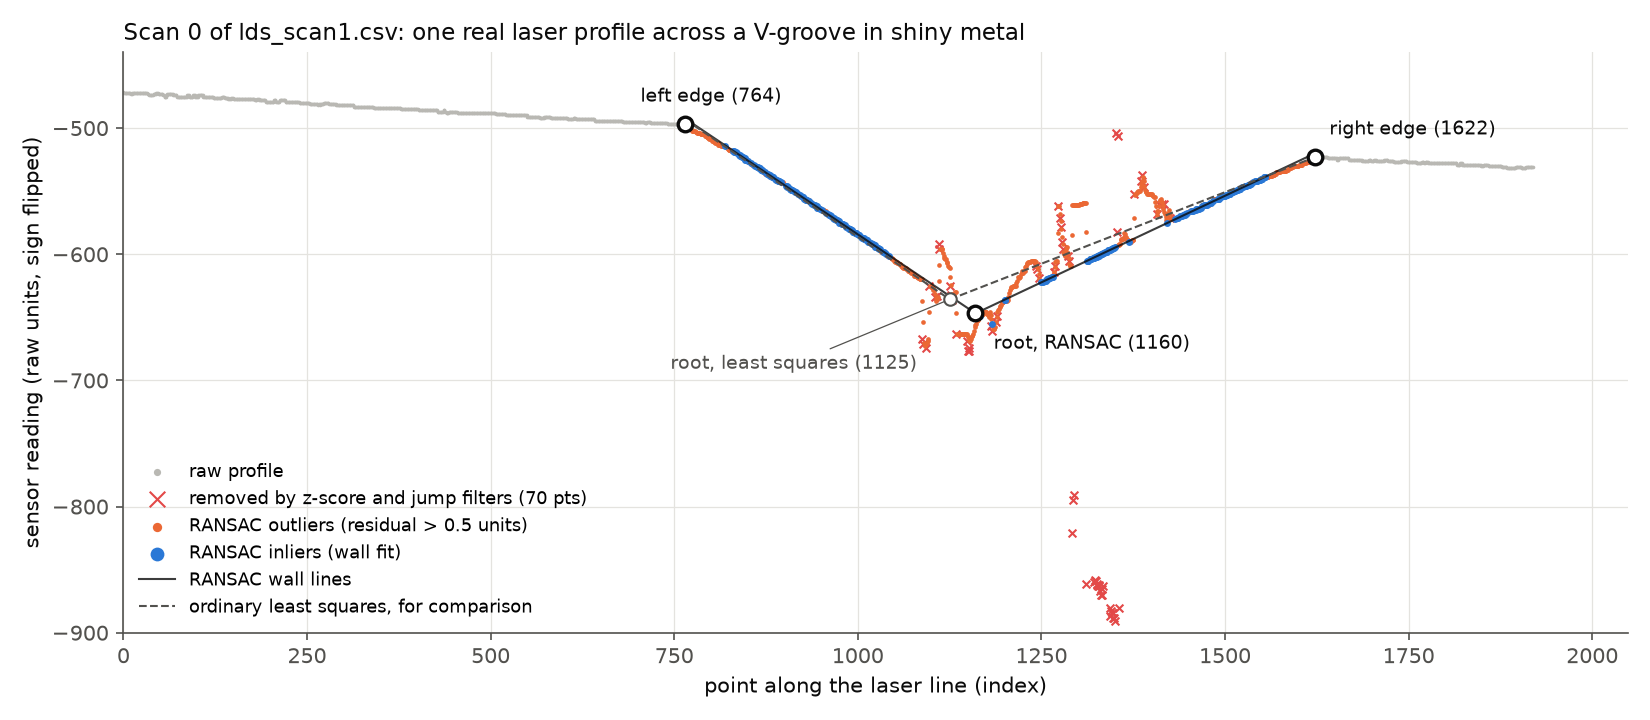 Scan 0 of lds_scan1.csv: one real laser profile across a V-groove in shiny metal
left edge (764)
right edge (1622)
root, RANSAC (1160)
root, least squares (1125)
raw profile
removed by z-score and jump filters (70 pts)
RANSAC outliers (residual > 0.5 units)
RANSAC inliers (wall fit)
RANSAC wall lines
ordinary least squares, for comparison
sensor reading (raw units, sign flipped)
−500
−600
−700
−800
−900
0 250 500 750 1000 1250 1500 1750 2000
point along the laser line (index)